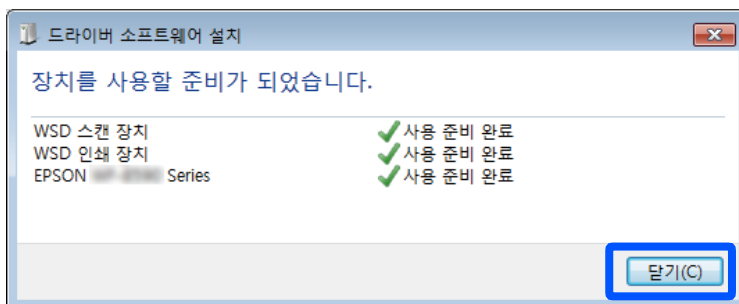 드라이버 소프트웨어 설치
장치를 사용할 준비가 되었습니다.
WSD 스캔 장치 사용 준비 완료
WSD 인쇄 장치 사용 준비 완료
EPSON Series 사용 준비 완료
닫기(C)